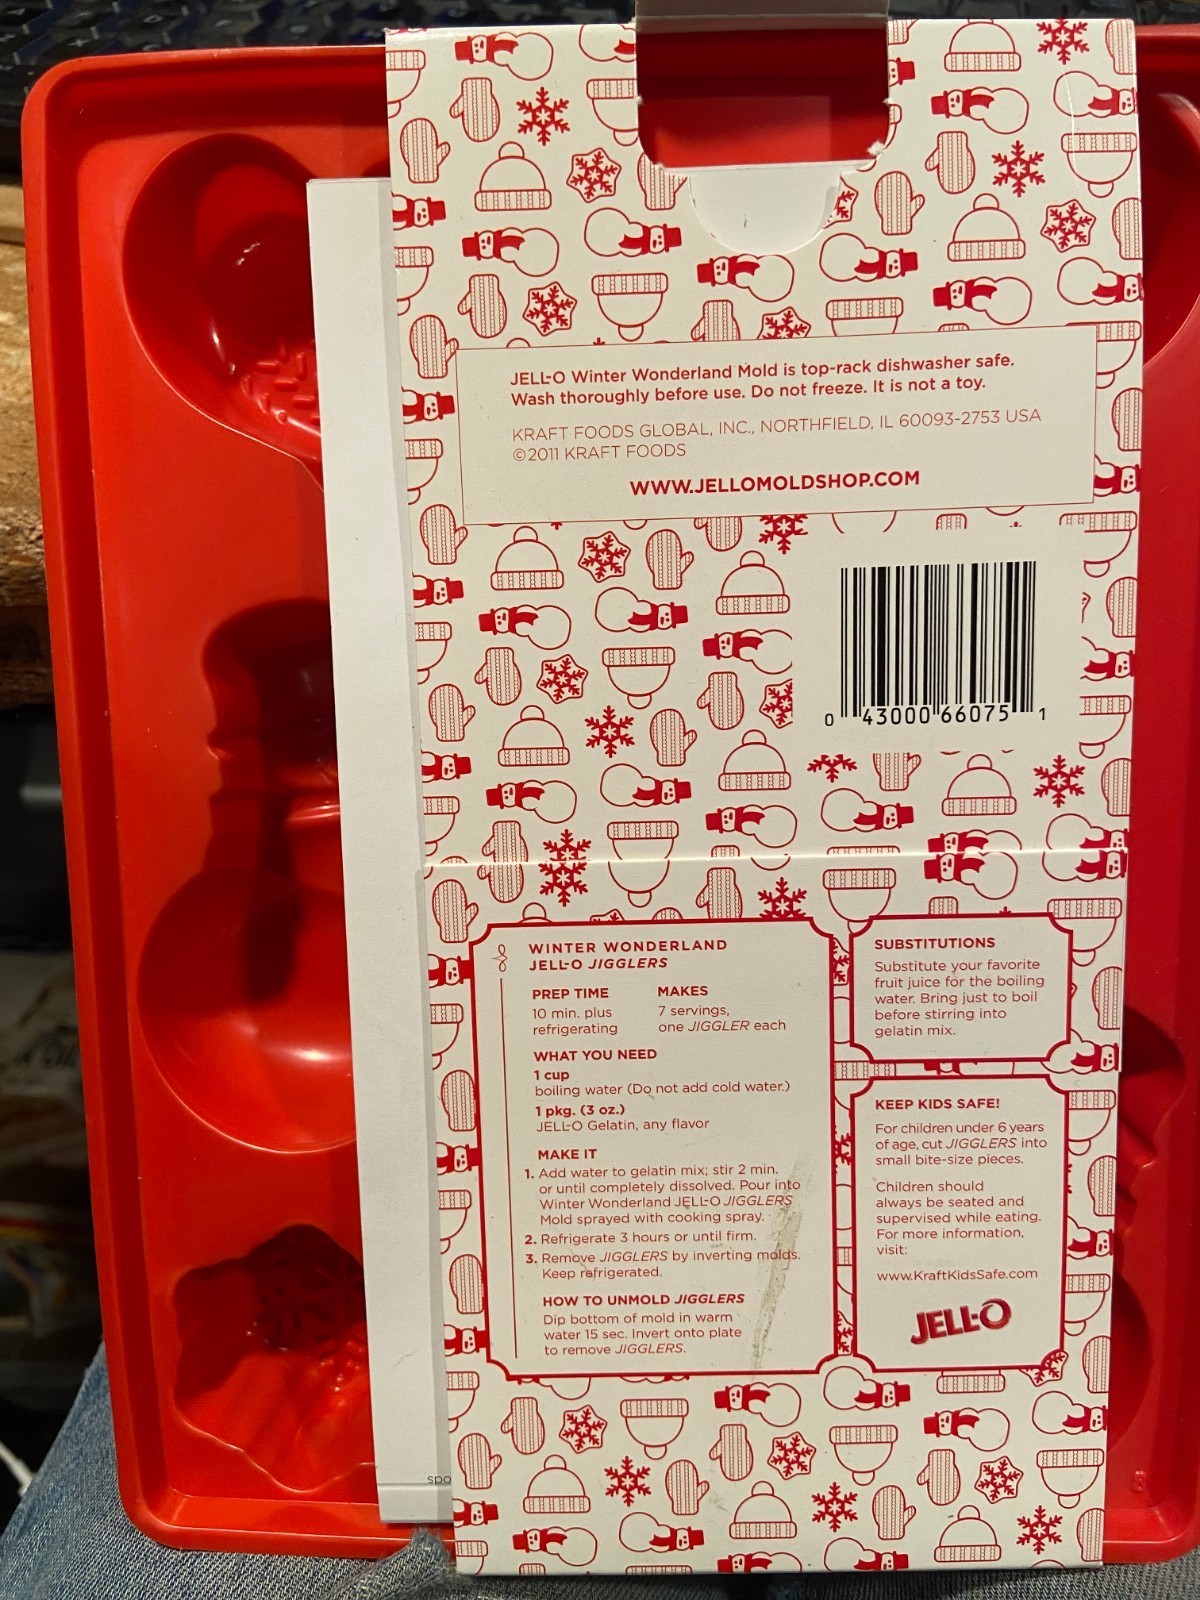 JELL-O Winter Wonderland Mold is top-rack dishwasher safe.
Wash thoroughly before use. Do not freeze. It is not a toy.
KRAFT FOODS GLOBAL, INC., NORTHFIELD, IL 60093-2753 USA
©2011 KRAFT FOODS
WWW.JELLOMOLDSHOP.COM
0 43000 66075 1
WINTER WONDERLAND
JELL-O JIGGLERS
PREP TIME
10 min. plus
refrigerating
MAKES
7 servings,
one JIGGLER each
WHAT YOU NEED
1 cup
boiling water (Do not add cold water.)
1 pkg. (3 oz.)
JELL-O Gelatin, any flavor
MAKE IT
1. Add water to gelatin mix; stir 2 min.
or until completely dissolved. Pour into
Winter Wonderland JELL-O JIGGLERS
Mold sprayed with cooking spray.
2. Refrigerate 3 hours or until firm.
3. Remove JIGGLERS by inverting molds.
Keep refrigerated.
HOW TO UNMOLD JIGGLERS
Dip bottom of mold in warm
water 15 sec. Invert onto plate
to remove JIGGLERS.
SUBSTITUTIONS
Substitute your favorite
fruit juice for the boiling
water. Bring just to boil
before stirring into
gelatin mix.
KEEP KIDS SAFE!
For children under 6 years
of age, cut JIGGLERS into
small bite-size pieces.
Children should
always be seated and
supervised while eating.
For more information,
visit:
www.KraftKidsSafe.com
JELL-O
spo